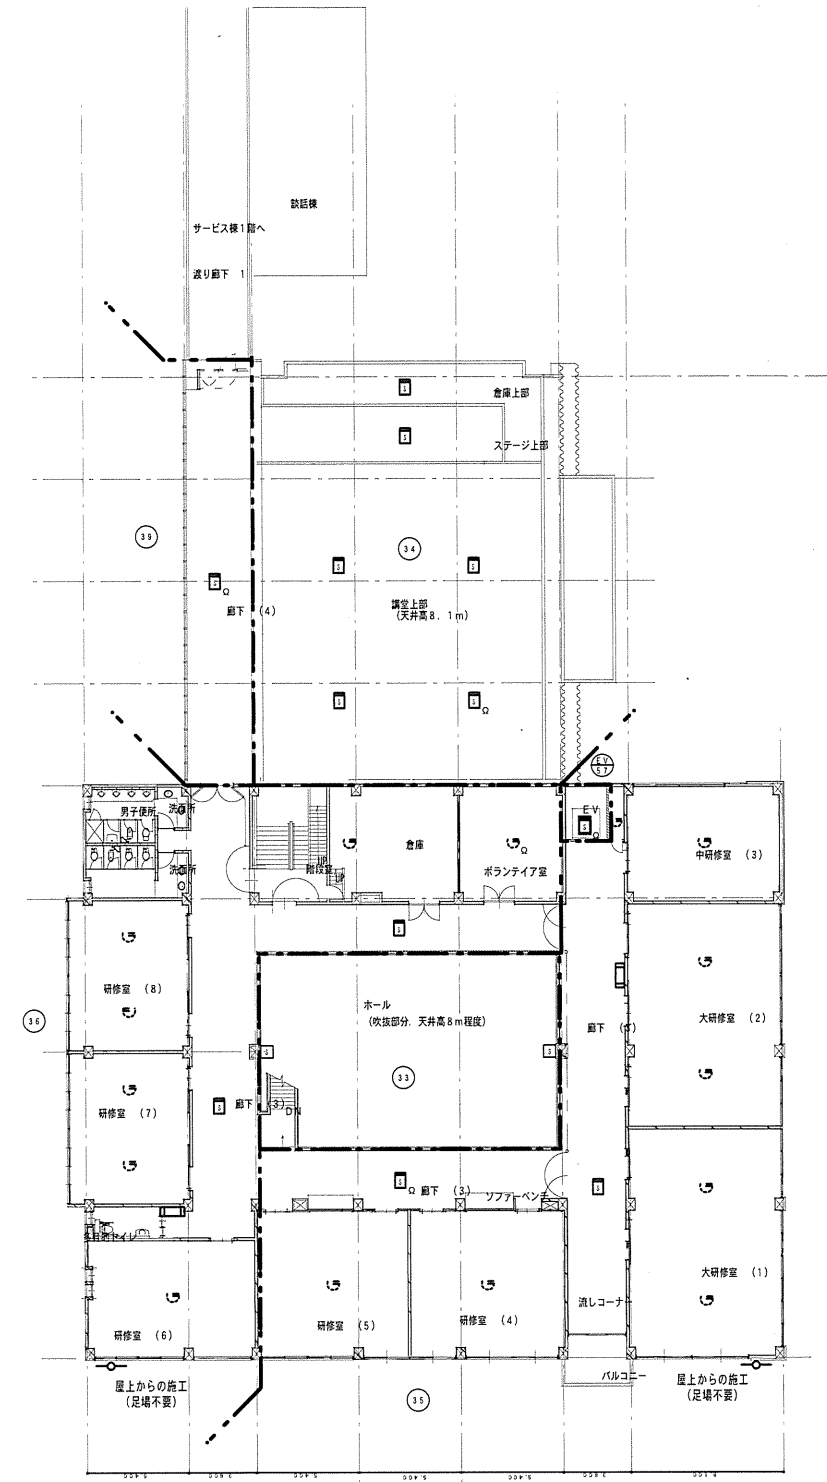 談話棟
サービス棟1階へ
渡り廊下 1
S
倉庫上部
S
ステージ上部
39
34
S
S
S
Ω
廊下 (4)
講堂上部
(天井高8.1m)
S
S
Ω
EV
57
男子便所
洗面所
EV
S
Ω
倉庫
Ω
中研修室 (3)
UP
階段室
UP
ボランテイア室
洗面所
S
研修室 (8)
ホール
(吹抜部分、天井高8m程度)
大研修室 (2)
36
廊下
S
S
33
S
廊下 (3)
DN
研修室 (7)
S
Ω
廊下 (3)
ソファーベンチ
S
大研修室 (1)
流しコーナ
研修室 (6)
研修室 (5)
研修室 (4)
バルコニー
屋上からの施工
(足場不要)
屋上からの施工
(足場不要)
35